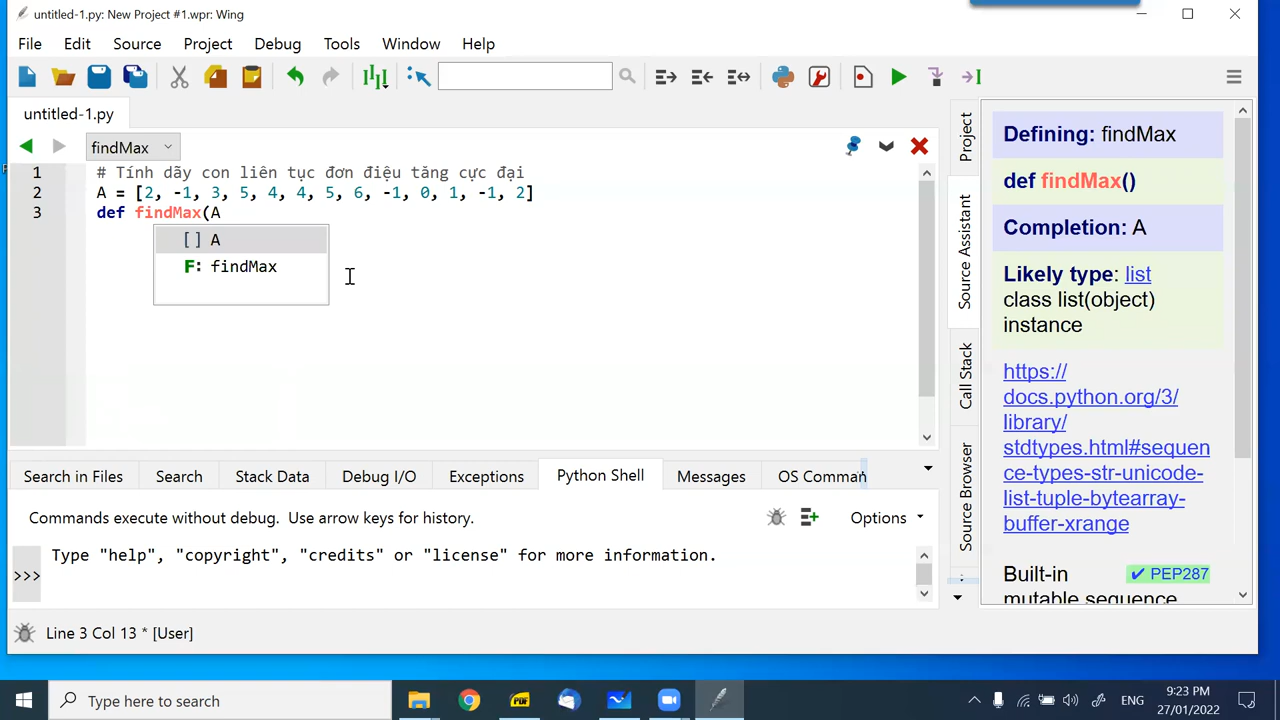 untitled-1.py: New Project #1.wpr: Wing
File Edit Source Project Debug Tools Window Help
untitled-1.py
findMax
1 # Tính dãy con liên tục đơn điệu tăng cực đại
2 A = [2, -1, 3, 5, 4, 4, 5, 6, -1, 0, 1, -1, 2]
3 def findMax(A
[] A
F: findMax
Project
Source Assistant
Call Stack
Source Browser
Defining: findMax
def findMax()
Completion: A
Likely type: list
class list(object)
instance
https://
docs.python.org/3/
library/
stdtypes.html#sequen
ce-types-str-unicode-
list-tuple-bytearray-
buffer-xrange
Built-in ✔ PEP287
mutable sequence
Search in Files Search Stack Data Debug I/O Exceptions Python Shell Messages OS Comman
Commands execute without debug. Use arrow keys for history. Options
Type "help", "copyright", "credits" or "license" for more information.
>>>
Line 3 Col 13 * [User]
Type here to search
PDF
ENG
9:23 PM
27/01/2022